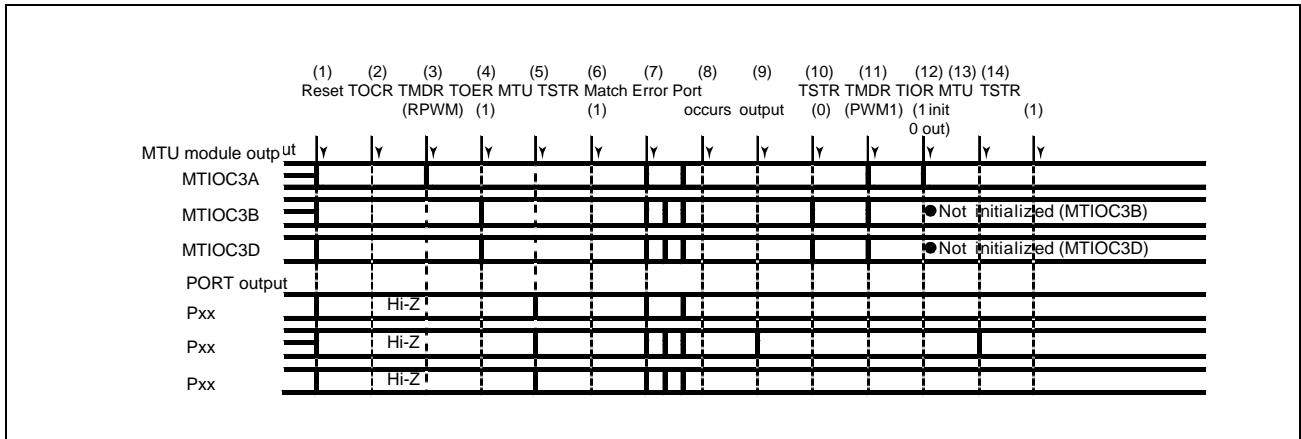 (1) (2) (3) (4) (5) (6) (7) (8) (9) (10) (11) (12) (13) (14)
Reset TOCR TMDR TOER MTU TSTR Match Error Port TSTR TMDR TIOR MTU TSTR
(RPWM) (1) (1) occurs output (0) (PWM1) (1 init (1)
0 out)
MTU module output
MTIOC3A
MTIOC3B
Not initialized (MTIOC3B)
MTIOC3D
Not initialized (MTIOC3D)
PORT output
Pxx
Hi-Z
Pxx
Hi-Z
Pxx
Hi-Z